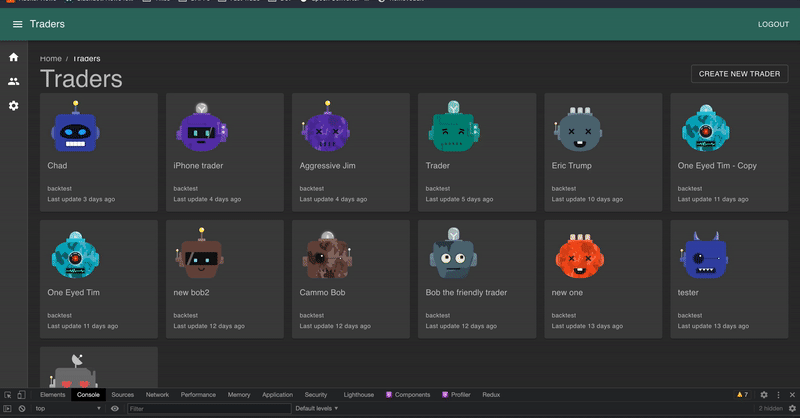 Traders
LOGOUT
Home / Traders
Traders
CREATE NEW TRADER
Chad
backtest
Last update 3 days ago
iPhone trader
backtest
Last update 4 days ago
Aggressive Jim
backtest
Last update 4 days ago
Trader
backtest
Last update 5 days ago
Eric Trump
backtest
Last update 10 days ago
One Eyed Tim - Copy
backtest
Last update 11 days ago
One Eyed Tim
backtest
Last update 11 days ago
new bob2
backtest
Last update 12 days ago
Cammo Bob
backtest
Last update 12 days ago
Bob the friendly trader
backtest
Last update 12 days ago
new one
backtest
Last update 13 days ago
tester
backtest
Last update 13 days ago
Elements Console Sources Network Performance Memory Application Security Lighthouse Components Profiler Redux 7
top Filter Default levels 2 hidden